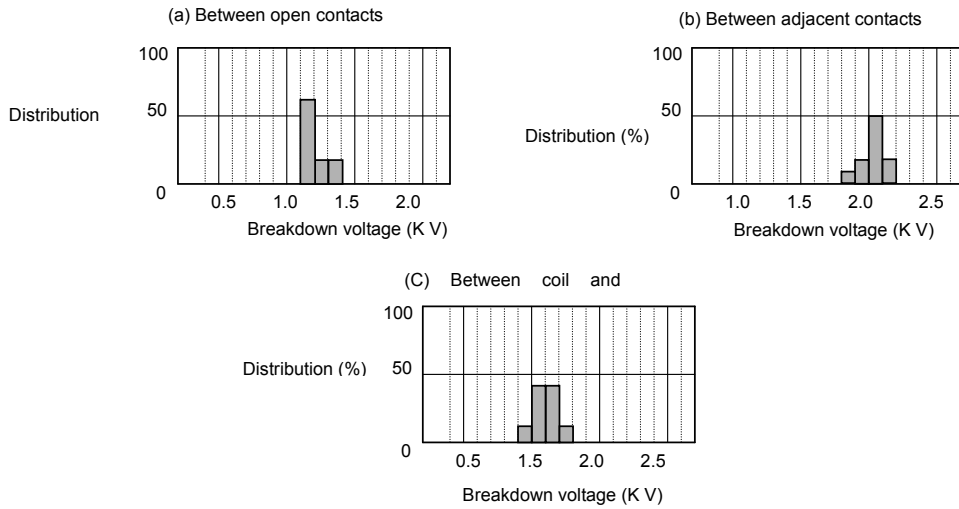 (a) Between open contacts
100
Distribution
50
0
0.5 1.0 1.5 2.0
Breakdown voltage (K V)
(b) Between adjacent contacts
100
50
Distribution (%)
0
1.0 1.5 2.0 2.5
Breakdown voltage (K V)
(C) Between coil and
100
50
Distribution (%)
0
0.5 1.5 2.0 2.5
Breakdown voltage (K V)